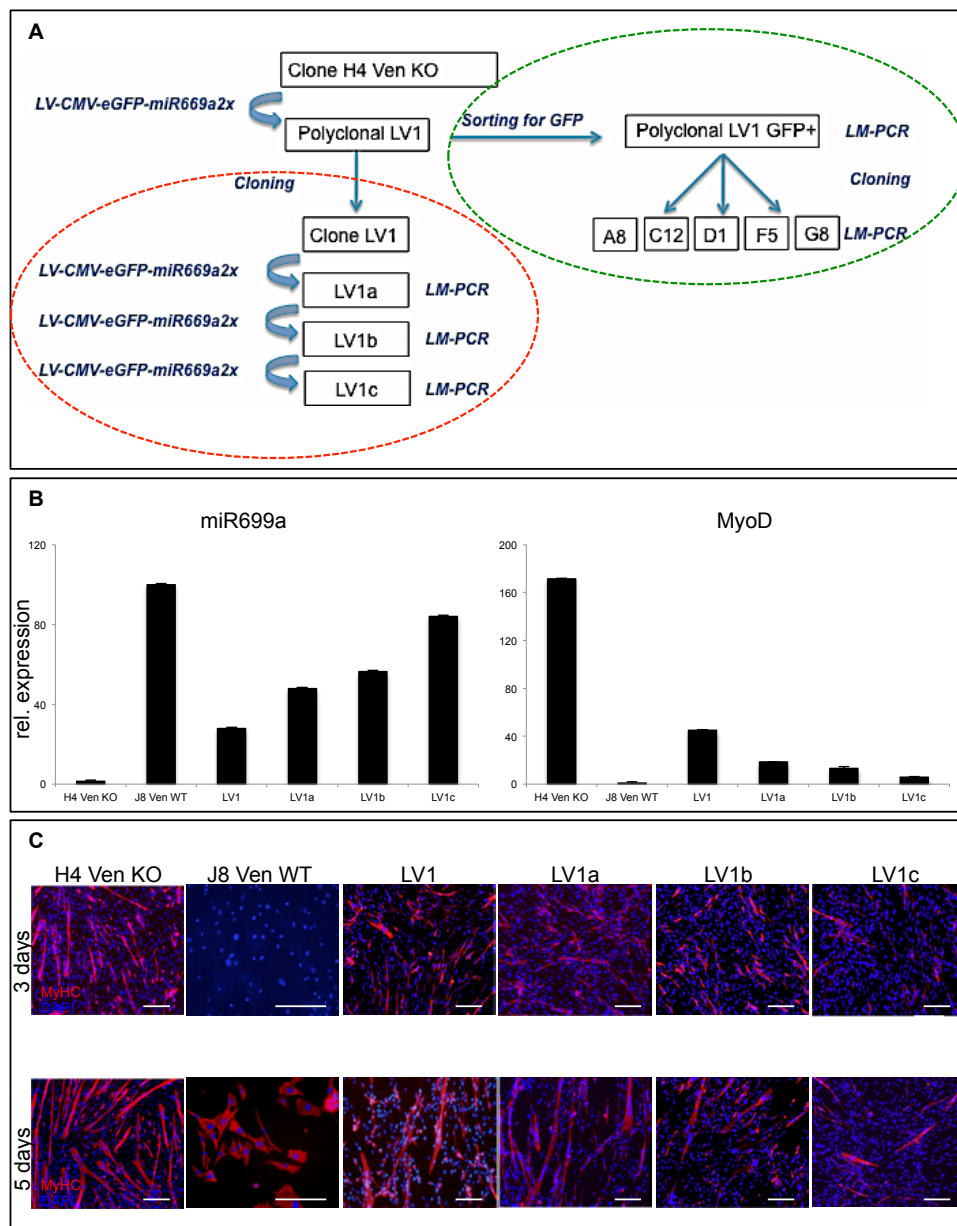 A
Clone H4 Ven KO
LV-CMV-eGFP-miR669a2x
Polyclonal LV1
Sorting for GFP
Polyclonal LV1 GFP+
LM-PCR
Cloning
Cloning
A8
C12
D1
F5
G8
LM-PCR
Clone LV1
LV-CMV-eGFP-miR669a2x
LV1a
LM-PCR
LV-CMV-eGFP-miR669a2x
LV1b
LM-PCR
LV-CMV-eGFP-miR669a2x
LV1c
LM-PCR
B
miR699a
rel. expression
120
80
40
0
H4 Ven KO
J8 Ven WT
LV1
LV1a
LV1b
LV1c
MyoD
200
160
120
80
40
0
H4 Ven KO
J8 Ven WT
LV1
LV1a
LV1b
LV1c
C
H4 Ven KO
J8 Ven WT
LV1
LV1a
LV1b
LV1c
3 days
MyHC
5 days
MyHC